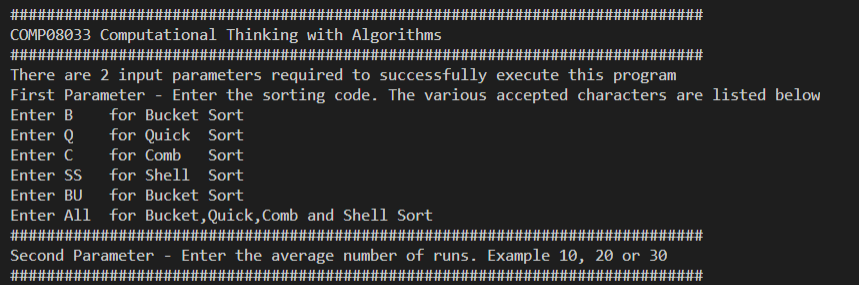 #############################################################################
COMP08033 Computational Thinking with Algorithms
#############################################################################
There are 2 input parameters required to successfully execute this program
First Parameter - Enter the sorting code. The various accepted characters are listed below
Enter B    for Bucket Sort
Enter Q    for Quick  Sort
Enter C    for Comb   Sort
Enter SS   for Shell  Sort
Enter BU   for Bucket Sort
Enter All  for Bucket,Quick,Comb and Shell Sort
#############################################################################
Second Parameter - Enter the average number of runs. Example 10, 20 or 30
#############################################################################